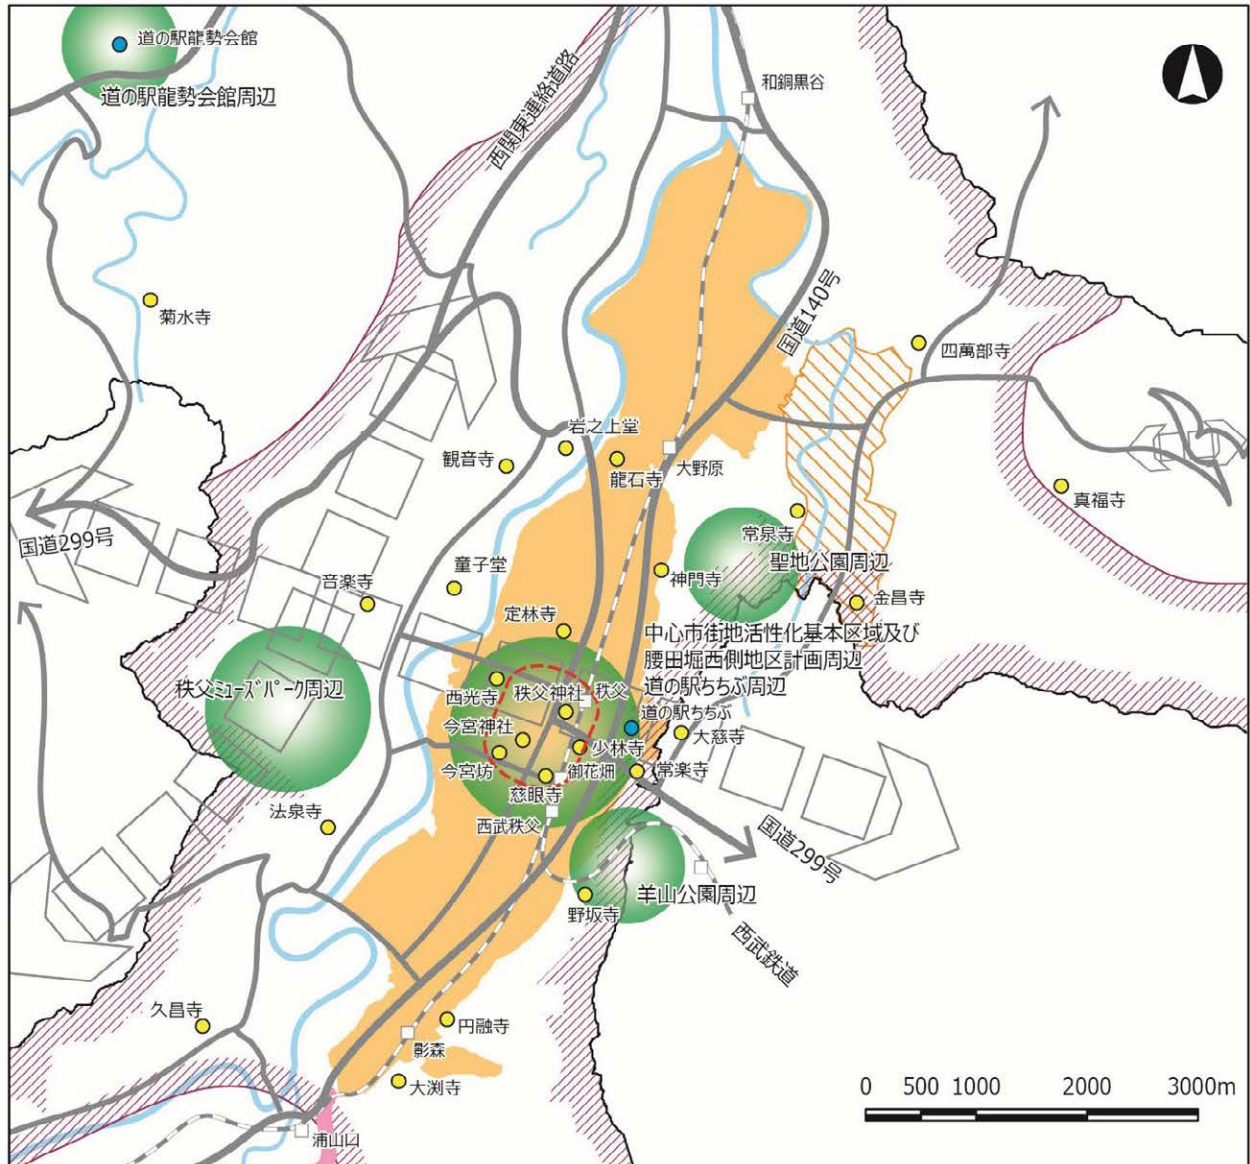 道の駅龍勢会館
道の駅龍勢会館周辺
西関東連絡道路
和銅黒谷
菊水寺
国道140号
四萬部寺
岩之上堂
観音寺
龍石寺
大野原
真福寺
国道299号
常泉寺
聖地公園周辺
童子堂
神門寺
音楽寺
金昌寺
定林寺
中心市街地活性化基本区域及び
腰田堀西側地区計画周辺
道の駅ちちぶ周辺
秩父ミューズパーク周辺
西光寺
秩父神社
秩父
道の駅ちちぶ
今宮神社
大慈寺
少林寺
今宮坊
御花畑
常楽寺
慈眼寺
法泉寺
西武秩父
国道299号
羊山公園周辺
野坂寺
西武鉄道
久昌寺
円融寺
影森
大渕寺
浦山口
0 500 1000 2000 3000m